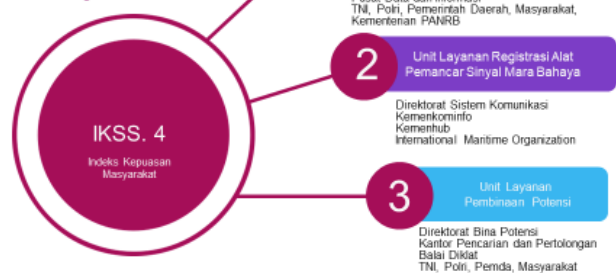 TNI, Polri, Pemerintah Daerah, Masyarakat,
Kementerian PANRB
2
Unit Layanan Registrasi Alat
Pemancar Sinyal Mara Bahaya
Direktorat Sistem Komunikasi
Kemenkominfo
Kemenhub
International Maritime Organization
IKSS. 4
Indeks Kepuasan
Masyarakat
3
Unit Layanan
Pembinaan Potensi
Direktorat Bina Potensi
Kantor Pencarian dan Pertolongan
Balai Diklat
TNI, Polri, Pemda, Masyarakat